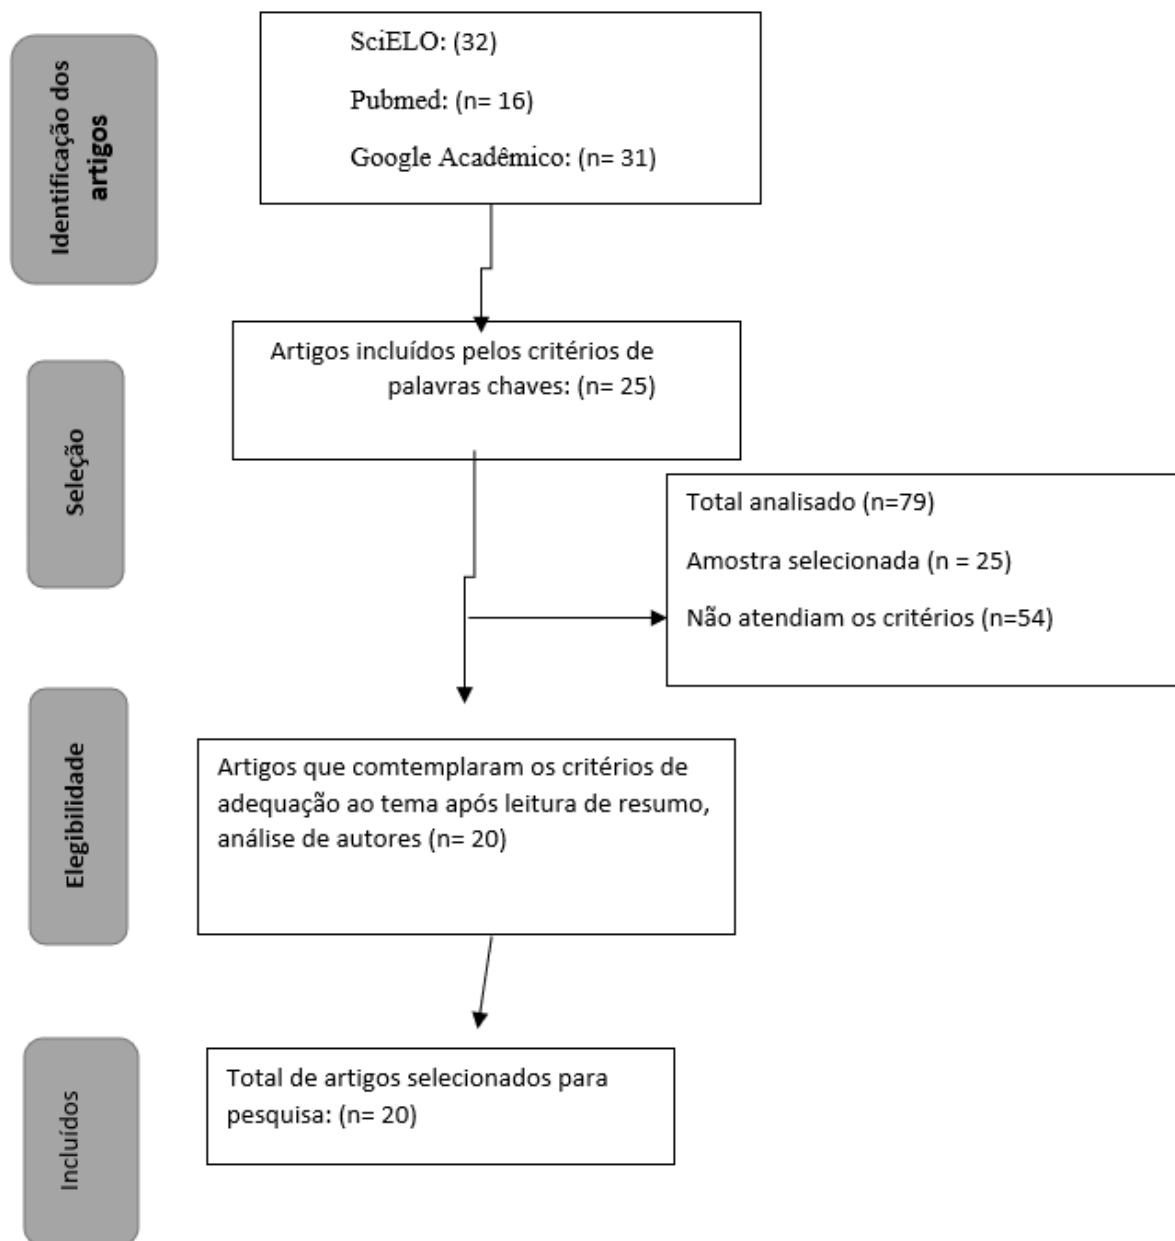 Identificação dos
artigos
SciELO: (32)
Pubmed: (n= 16)
Google Acadêmico: (n= 31)
Seleção
Artigos incluídos pelos critérios de
palavras chaves: (n= 25)
Total analisado (n=79)
Amostra selecionada (n = 25)
Não atendiam os critérios (n=54)
Elegibilidade
Artigos que comtemplaram os critérios de
adequação ao tema após leitura de resumo,
análise de autores (n= 20)
Incluídos
Total de artigos selecionados para
pesquisa: (n= 20)